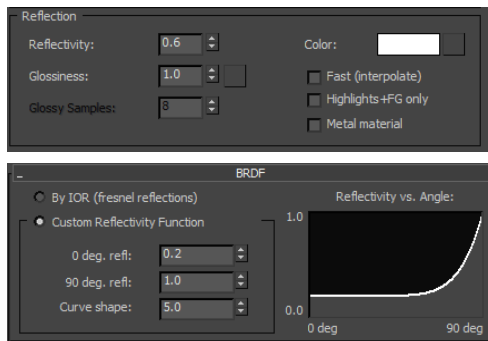 Reflection
Reflectivity: 0.6 Color:
Glossiness: 1.0 Fast (interpolate)
Glossy Samples: 8 Highlights+FG only
Metal material
- BRDF
By IOR (fresnel reflections) Reflectivity vs. Angle:
Custom Reflectivity Function 1.0
0 deg. refl: 0.2
90 deg. refl: 1.0
Curve shape: 5.0 0.0
0 deg 90 deg